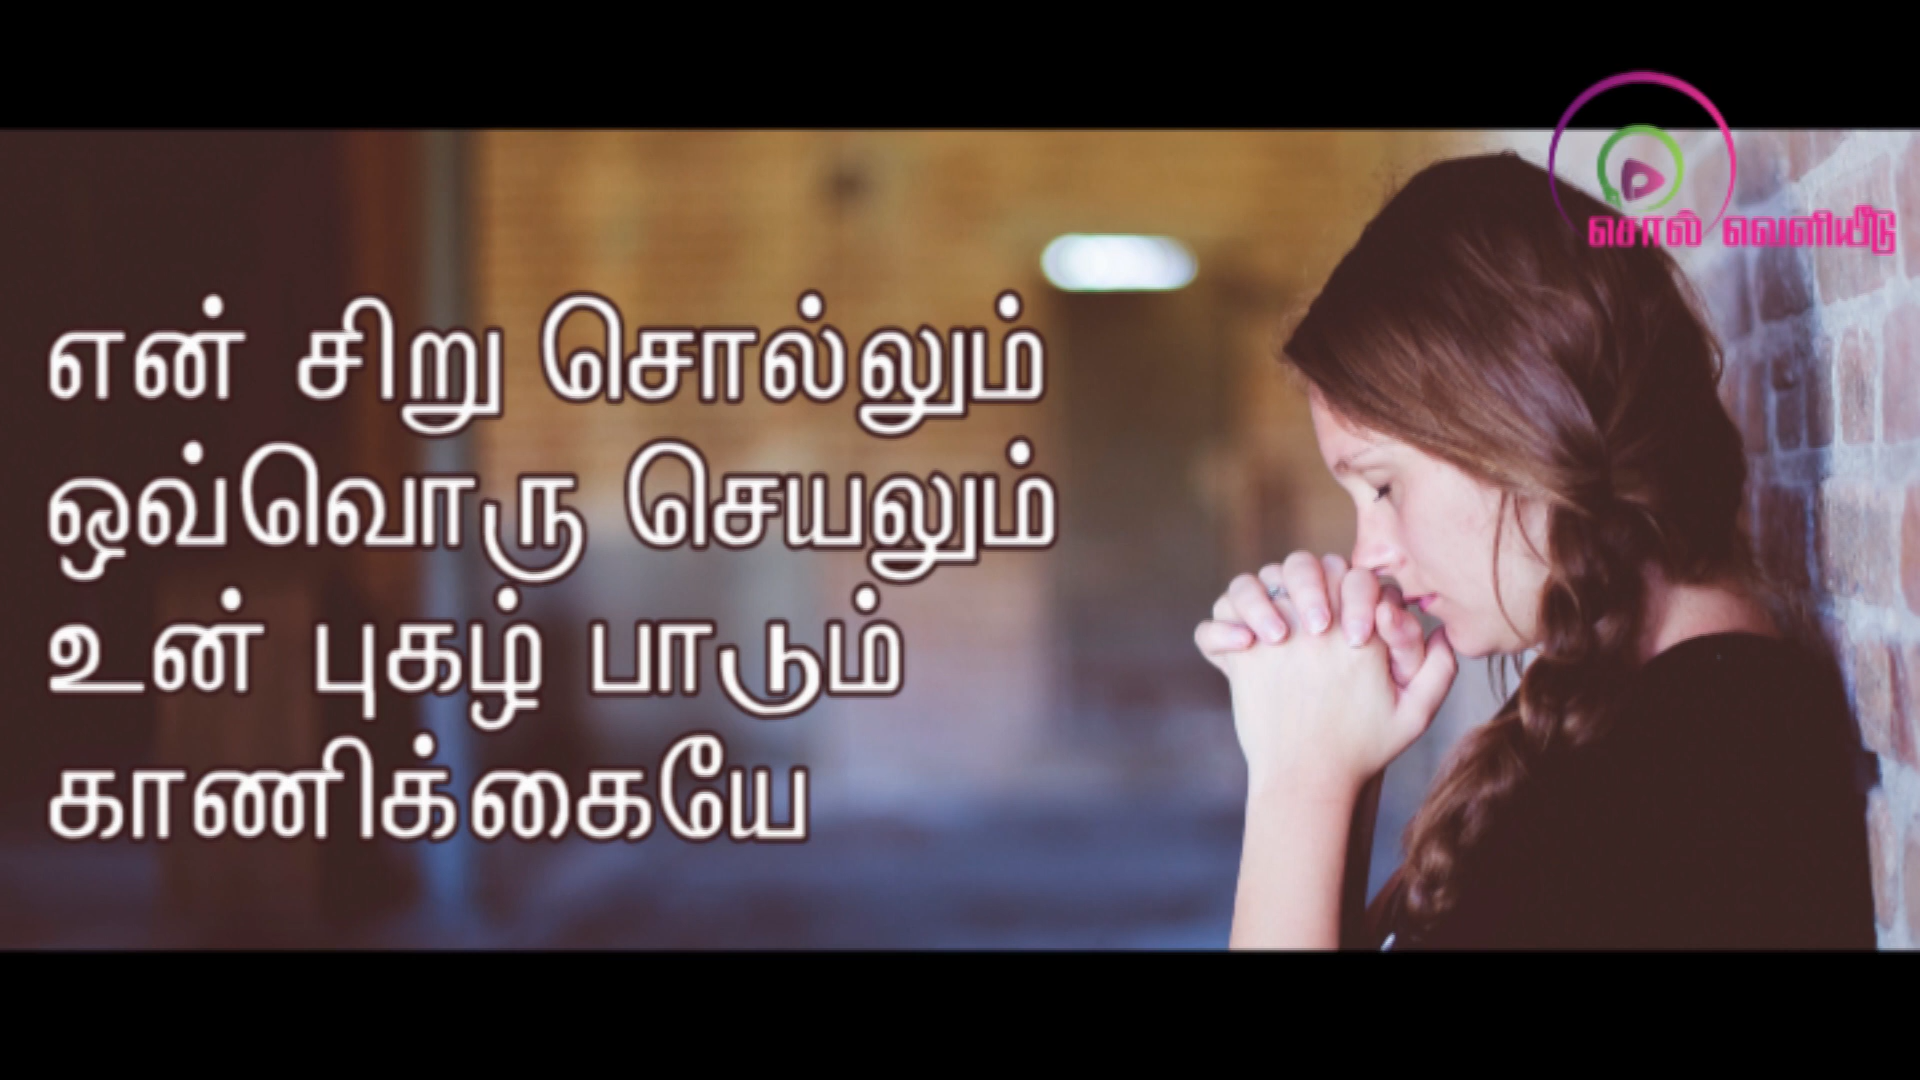 சொல் வெளியீடு
என் சிறு சொல்லும்
ஒவ்வொரு செயலும்
உன் புகழ் பாடும்
காணிக்கையே